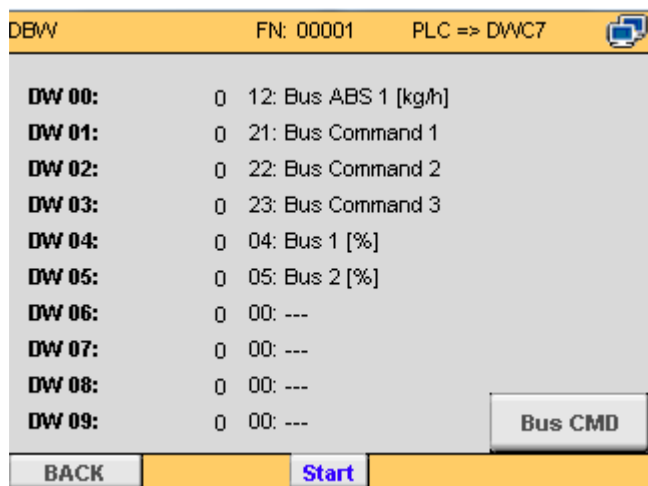 DBW FN: 00001 PLC => DWC7
DW 00: 0 12: Bus ABS 1 [kg/h]
DW 01: 0 21: Bus Command 1
DW 02: 0 22: Bus Command 2
DW 03: 0 23: Bus Command 3
DW 04: 0 04: Bus 1 [%]
DW 05: 0 05: Bus 2 [%]
DW 06: 0 00: ---
DW 07: 0 00: ---
DW 08: 0 00: ---
DW 09: 0 00: ---
Bus CMD
BACK Start